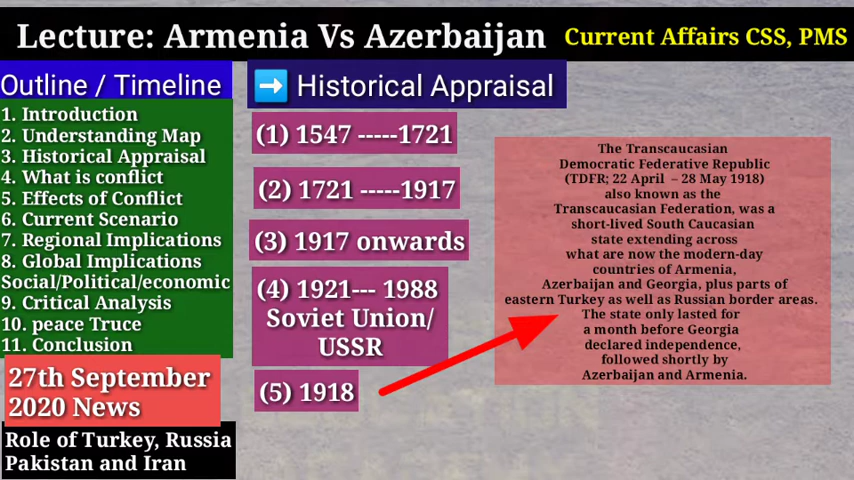 Lecture: Armenia Vs Azerbaijan
Current Affairs CSS, PMS
Outline / Timeline
1. Introduction
2. Understanding Map
3. Historical Appraisal
4. What is conflict
5. Effects of Conflict
6. Current Scenario
7. Regional Implications
8. Global Implications
Social/Political/economic
9. Critical Analysis
10. peace Truce
11. Conclusion
27th September
2020 News
Role of Turkey, Russia
Pakistan and Iran
➡ Historical Appraisal
(1) 1547 -----1721
(2) 1721 -----1917
(3) 1917 onwards
(4) 1921--- 1988
Soviet Union/
USSR
(5) 1918
The Transcaucasian
Democratic Federative Republic
(TDFR; 22 April – 28 May 1918)
also known as the
Transcaucasian Federation, was a
short-lived South Caucasian
state extending across
what are now the modern-day
countries of Armenia,
Azerbaijan and Georgia, plus parts of
eastern Turkey as well as Russian border areas.
The state only lasted for
a month before Georgia
declared independence,
followed shortly by
Azerbaijan and Armenia.